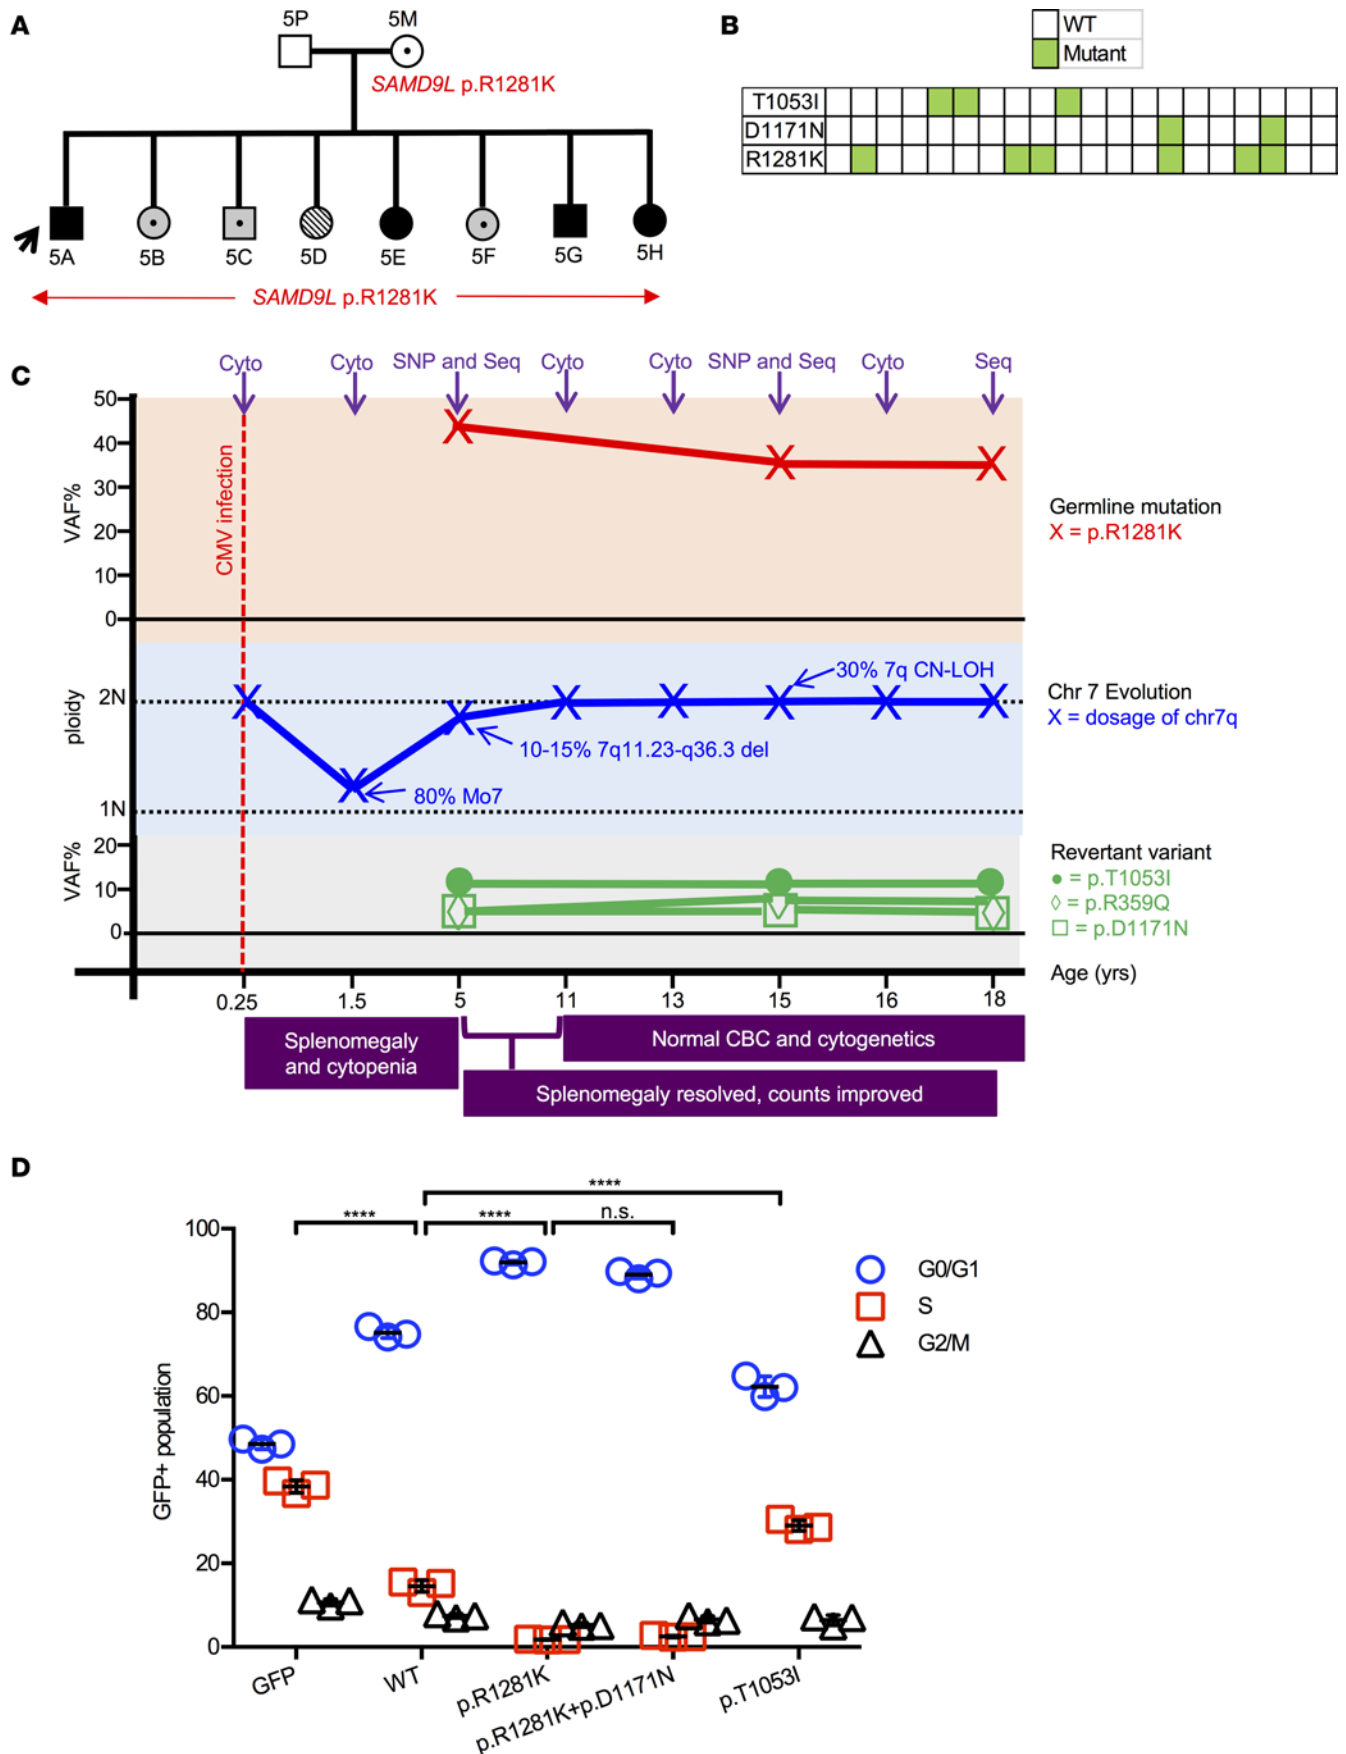 A
5P
5M
SAMD9L p.R1281K
5A
5B
5C
5D
5E
5F
5G
5H
SAMD9L p.R1281K
B
WT
Mutant
T1053I
D1171N
R1281K
C
Cyto
Cyto
SNP and Seq
Cyto
Cyto
SNP and Seq
Cyto
Seq
50
40
30
20
10
0
VAF%
CMV infection
Germline mutation
X = p.R1281K
2N
1N
ploidy
30% 7q CN-LOH
10-15% 7q11.23-q36.3 del
80% Mo7
Chr 7 Evolution
X = dosage of chr7q
20
10
0
VAF%
Revertant variant
● = p.T1053I
◊ = p.R359Q
□ = p.D1171N
Age (yrs)
0.25
1.5
5
11
13
15
16
18
Splenomegaly
and cytopenia
Normal CBC and cytogenetics
Splenomegaly resolved, counts improved
D
****
****
****
n.s.
100
80
60
40
20
0
GFP+ population
G0/G1
S
G2/M
GFP
WT
p.R1281K
p.R1281K+p.D1171N
p.T1053I